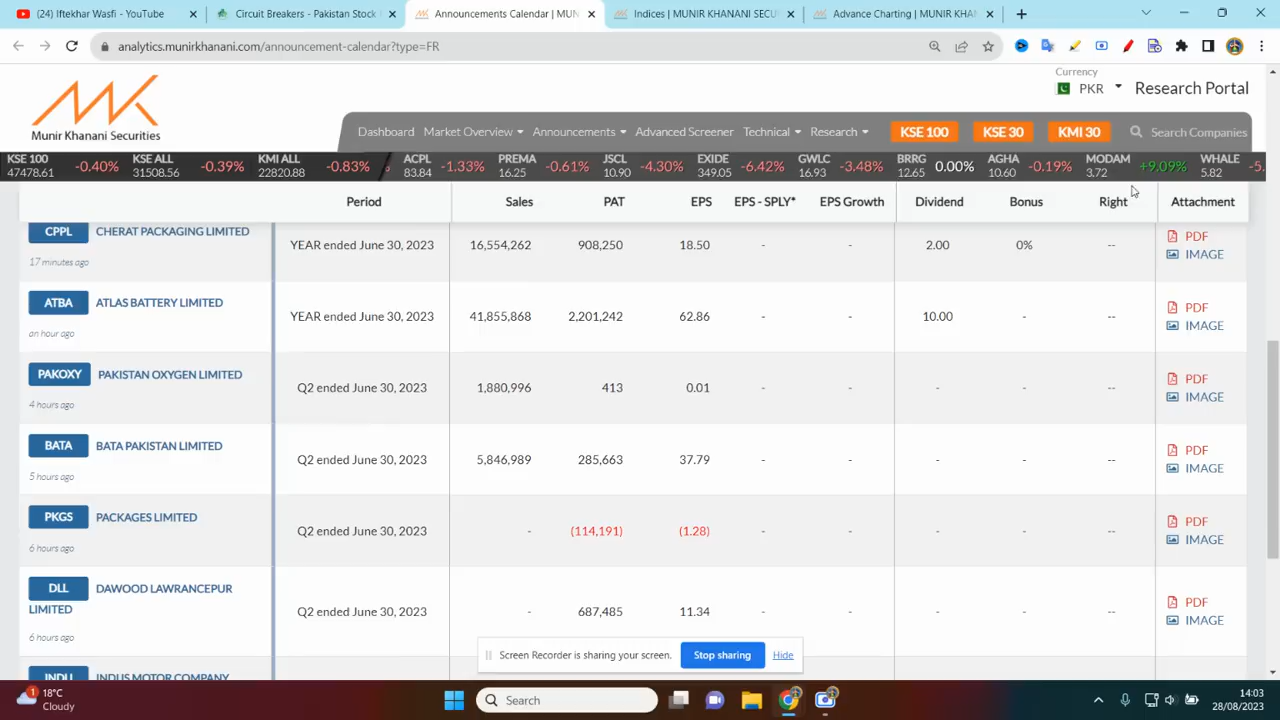 (1) Iftekhar Wasfi - YouTube
Circuit Breakers - Pakistan Stock
Announcements Calendar | MUN
Indices | MUNIR KHANANI SECU
Advance Charting | MUNIR KHAN
analytics.munirkhanani.com/announcement-calendar?type=FR
Munir Khanani Securities
Currency
PKR
Research Portal
Dashboard Market Overview Announcements Advanced Screener Technical Research KSE 100 KSE 30 KMI 30 Search Companies
KSE 100 47478.61 -0.40% KSE ALL 31508.56 -0.39% KMI ALL 22820.88 -0.83% ACPL 83.84 -1.33% PREMA 16.25 -0.61% JSCL 10.90 -4.30% EXIDE 349.05 -6.42% GWLC 16.93 -3.48% BRRG 12.65 0.00% AGHA 10.60 -0.19% MODAM 3.72 +9.09% WHALE 5.82 -5.
Period Sales PAT EPS EPS - SPLY* EPS Growth Dividend Bonus Right Attachment
CPPL CHERAT PACKAGING LIMITED
17 minutes ago
YEAR ended June 30, 2023 16,554,262 908,250 18.50 - - 2.00 0% --
PDF
IMAGE
ATBA ATLAS BATTERY LIMITED
an hour ago
YEAR ended June 30, 2023 41,855,868 2,201,242 62.86 - - 10.00 - --
PDF
IMAGE
PAKOXY PAKISTAN OXYGEN LIMITED
4 hours ago
Q2 ended June 30, 2023 1,880,996 413 0.01 - - - - --
PDF
IMAGE
BATA BATA PAKISTAN LIMITED
5 hours ago
Q2 ended June 30, 2023 5,846,989 285,663 37.79 - - - - --
PDF
IMAGE
PKGS PACKAGES LIMITED
6 hours ago
Q2 ended June 30, 2023 - (114,191) (1.28) - - - - --
PDF
IMAGE
DLL DAWOOD LAWRANCEPUR
LIMITED
6 hours ago
Q2 ended June 30, 2023 - 687,485 11.34 - - - - --
PDF
IMAGE
INDU INDUS MOTOR COMPANY
Screen Recorder is sharing your screen. Stop sharing Hide
1
18°C
Cloudy
Search
14:03
28/08/2023